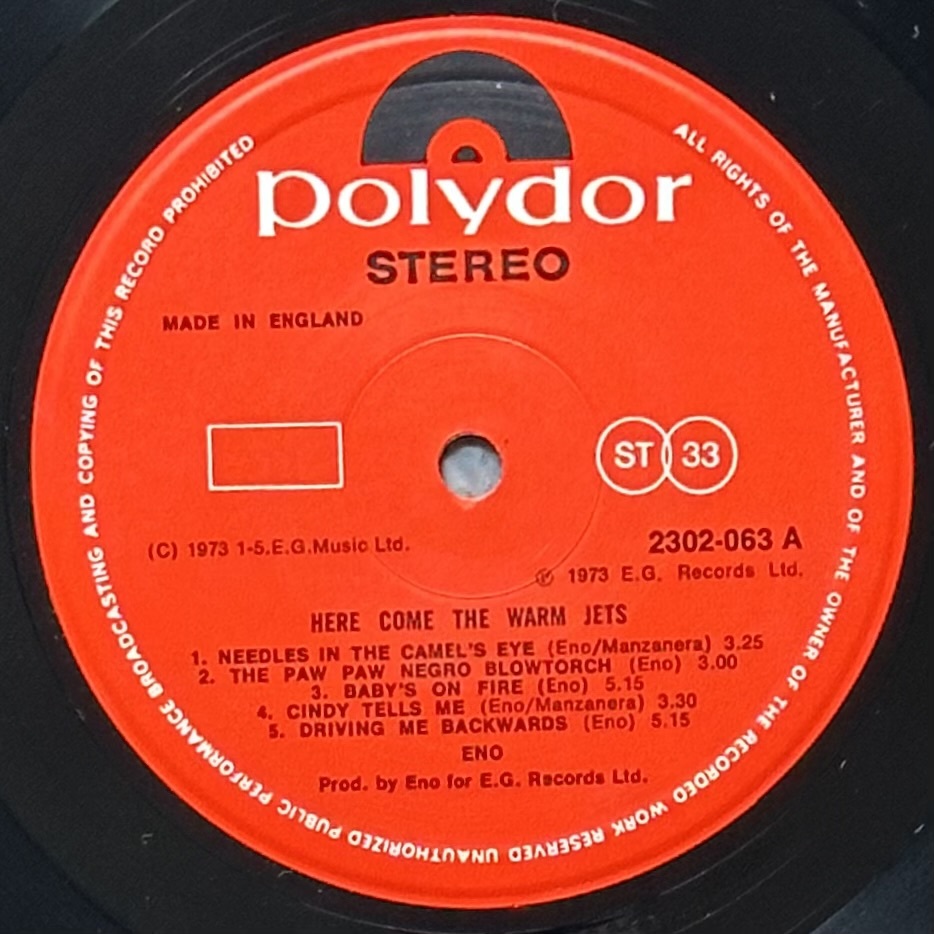 polydor
STEREO
MADE IN ENGLAND
ST 33
(C) 1973 1-5.E.G.Music Ltd.
2302-063 A
℗ 1973 E.G. Records Ltd.
HERE COME THE WARM JETS
1. NEEDLES IN THE CAMEL'S EYE (Eno/Manzanera) 3.25
2. THE PAW PAW NEGRO BLOWTORCH (Eno) 3.00
3. BABY'S ON FIRE (Eno) 5.15
4. CINDY TELLS ME (Eno/Manzanera) 3.30
5. DRIVING ME BACKWARDS (Eno) 5.15
ENO
Prod. by Eno for E.G. Records Ltd.
ALL RIGHTS OF THE MANUFACTURER AND OF THE OWNER OF THE RECORDED WORK RESERVED UNAUTHORIZED PUBLIC PERFORMANCE BROADCASTING AND COPYING OF THIS RECORD PROHIBITED